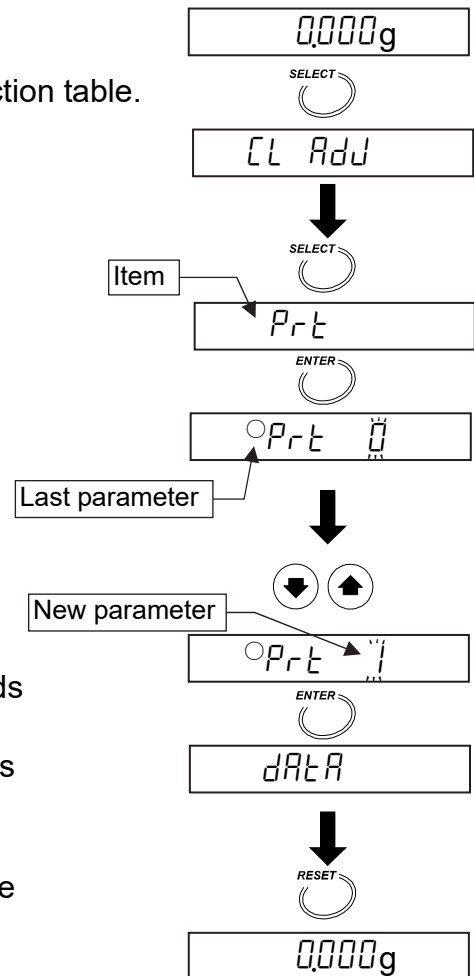 0.000g
SELECT
ction table.
CL AdJ
SELECT
Item
Prt
ENTER
Prt 0
Last parameter
New parameter
Prt 1
ds
ENTER
s
dAtA
e
RESET
0.000g